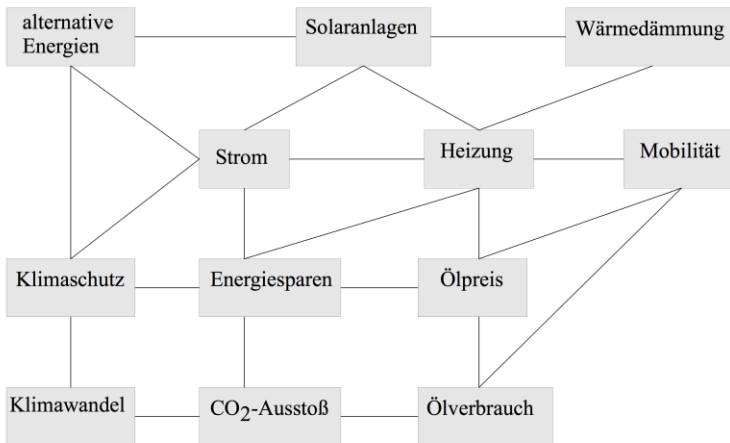 alternative
Energien
Solaranlagen
Wärmedämmung
Strom
Heizung
Mobilität
Klimaschutz
Energiesparen
Ölpreis
Klimawandel
CO2-Ausstoß
Ölverbrauch